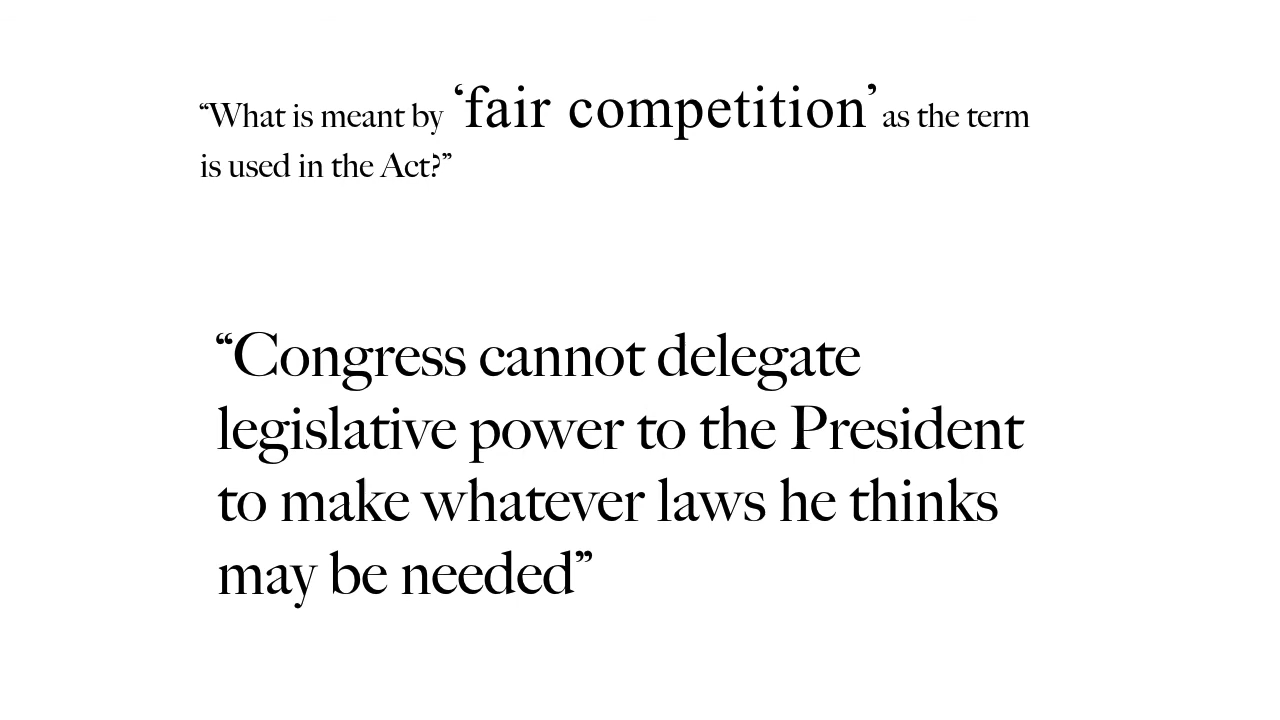 “What is meant by ‘fair competition’ as the term
is used in the Act?”
“Congress cannot delegate
legislative power to the President
to make whatever laws he thinks
may be needed”